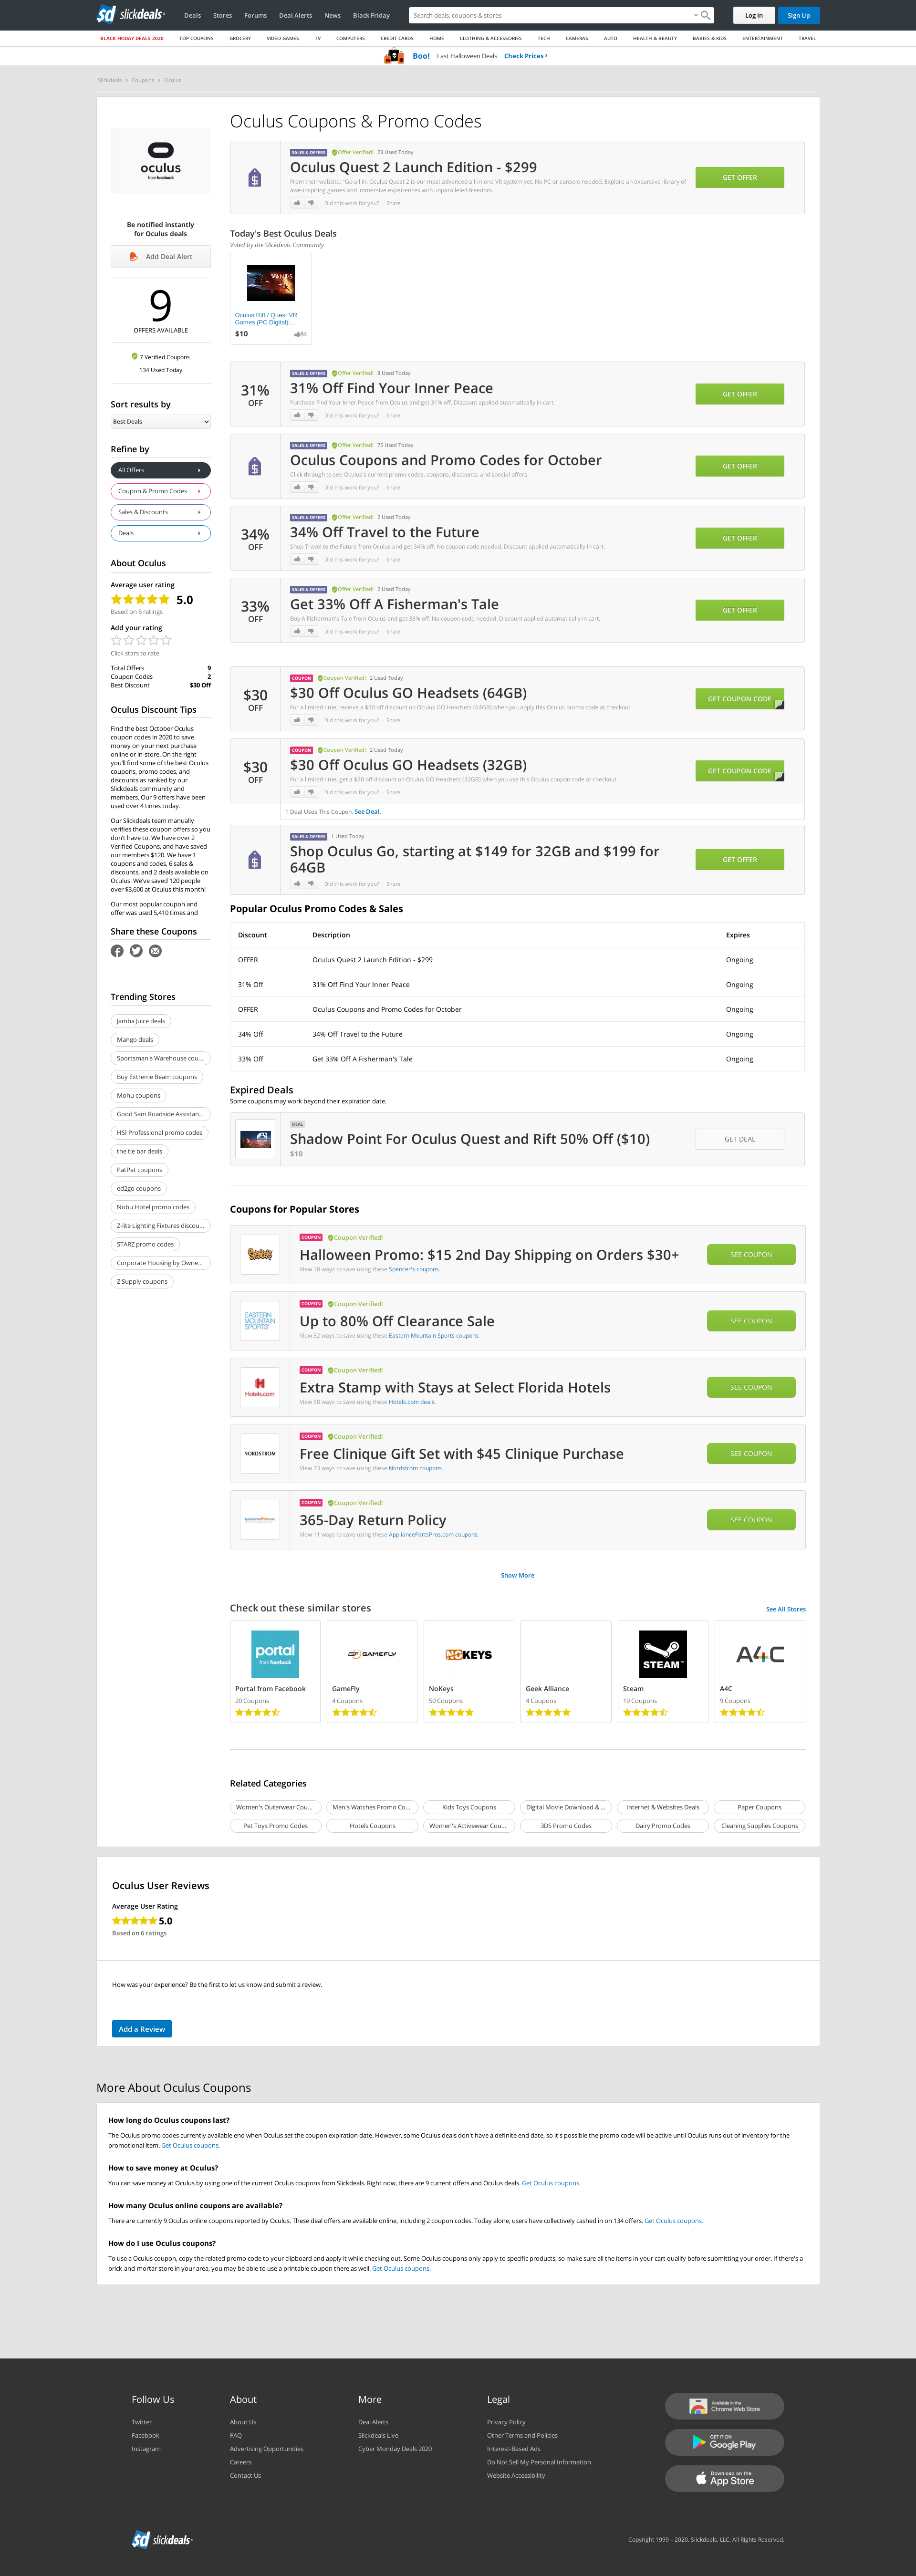 sd slickdeals
Deals Stores Forums Deal Alerts News Black Friday
Search deals, coupons & stores
Log In
Sign Up
BLACK FRIDAY DEALS 2020 TOP COUPONS GROCERY VIDEO GAMES TV COMPUTERS CREDIT CARDS HOME CLOTHING & ACCESSORIES TECH CAMERAS AUTO HEALTH & BEAUTY BABIES & KIDS ENTERTAINMENT TRAVEL
Boo! Last Halloween Deals Check Prices ›
Slickdeals › Coupons › Oculus
oculus
from facebook
Be notified instantly
for Oculus deals
Add Deal Alert
9
OFFERS AVAILABLE
7 Verified Coupons
134 Used Today
Sort results by
Best Deals
Refine by
All Offers
Coupon & Promo Codes
Sales & Discounts
Deals
About Oculus
Average user rating
5.0
Based on 6 ratings
Add your rating
Click stars to rate
Total Offers 9
Coupon Codes 2
Best Discount $30 Off
Oculus Discount Tips
Find the best October Oculus
coupon codes in 2020 to save
money on your next purchase
online or in-store. On the right
you'll find some of the best Oculus
coupons, promo codes, and
discounts as ranked by our
Slickdeals community and
members. Our 9 offers have been
used over 4 times today.
Our Slickdeals team manually
verifies these coupon offers so you
don't have to. We have over 2
Verified Coupons, and have saved
our members $120. We have 1
coupons and codes, 6 sales &
discounts, and 2 deals available on
Oculus. We've saved 120 people
over $3,600 at Oculus this month!
Our most popular coupon and
offer was used 5,410 times and
Share these Coupons
Trending Stores
Jamba Juice deals
Mango deals
Sportsman's Warehouse cou...
Buy Extreme Beam coupons
Mohu coupons
Good Sam Roadside Assistan...
HSI Professional promo codes
the tie bar deals
PatPat coupons
ed2go coupons
Nobu Hotel promo codes
Z-lite Lighting Fixtures discou...
STARZ promo codes
Corporate Housing by Owne...
Z Supply coupons
Oculus Coupons & Promo Codes
SALES & OFFERS Offer Verified! 23 Used Today
Oculus Quest 2 Launch Edition - $299
From their website: "Go all in. Oculus Quest 2 is our most advanced all-in-one VR system yet. No PC or console needed. Explore an expansive library of
awe-inspiring games and immersive experiences with unparalleled freedom."
Did this work for you? · Share
GET OFFER
Today's Best Oculus Deals
Voted by the Slickdeals Community
Oculus Rift / Quest VR
Games (PC Digital):...
$10
84
31%
OFF
SALES & OFFERS Offer Verified! 8 Used Today
31% Off Find Your Inner Peace
Purchase Find Your Inner Peace from Oculus and get 31% off. Discount applied automatically in cart.
Did this work for you? · Share
GET OFFER
SALES & OFFERS Offer Verified! 75 Used Today
Oculus Coupons and Promo Codes for October
Click through to see Oculus's current promo codes, coupons, discounts, and special offers.
Did this work for you? · Share
GET OFFER
34%
OFF
SALES & OFFERS Offer Verified! 2 Used Today
34% Off Travel to the Future
Shop Travel to the Future from Oculus and get 34% off. No coupon code needed. Discount applied automatically in cart.
Did this work for you? · Share
GET OFFER
33%
OFF
SALES & OFFERS Offer Verified! 2 Used Today
Get 33% Off A Fisherman's Tale
Buy A Fisherman's Tale from Oculus and get 33% off. No coupon code needed. Discount applied automatically in cart.
Did this work for you? · Share
GET OFFER
$30
OFF
COUPON Coupon Verified! 2 Used Today
$30 Off Oculus GO Headsets (64GB)
For a limited time, receive a $30 off discount on Oculus GO Headsets (64GB) when you apply this Oculus promo code at checkout.
Did this work for you? · Share
GET COUPON CODE
$30
OFF
COUPON Coupon Verified! 2 Used Today
$30 Off Oculus GO Headsets (32GB)
For a limited time, get a $30 off discount on Oculus GO Headsets (32GB) when you use this Oculus coupon code at checkout.
Did this work for you? · Share
GET COUPON CODE
1 Deal Uses This Coupon. See Deal.
SALES & OFFERS 1 Used Today
Shop Oculus Go, starting at $149 for 32GB and $199 for
64GB
Did this work for you? · Share
GET OFFER
Popular Oculus Promo Codes & Sales
Discount Description Expires
OFFER Oculus Quest 2 Launch Edition - $299 Ongoing
31% Off 31% Off Find Your Inner Peace Ongoing
OFFER Oculus Coupons and Promo Codes for October Ongoing
34% Off 34% Off Travel to the Future Ongoing
33% Off Get 33% Off A Fisherman's Tale Ongoing
Expired Deals
Some coupons may work beyond their expiration date.
DEAL
Shadow Point For Oculus Quest and Rift 50% Off ($10)
$10
GET DEAL
Coupons for Popular Stores
Spencer's
COUPON Coupon Verified!
Halloween Promo: $15 2nd Day Shipping on Orders $30+
View 18 ways to save using these Spencer's coupons.
SEE COUPON
EASTERN
MOUNTAIN
SPORTS
COUPON Coupon Verified!
Up to 80% Off Clearance Sale
View 32 ways to save using these Eastern Mountain Sports coupons.
SEE COUPON
Hotels.com
COUPON Coupon Verified!
Extra Stamp with Stays at Select Florida Hotels
View 58 ways to save using these Hotels.com deals.
SEE COUPON
NORDSTROM
COUPON Coupon Verified!
Free Clinique Gift Set with $45 Clinique Purchase
View 33 ways to save using these Nordstrom coupons.
SEE COUPON
COUPON Coupon Verified!
365-Day Return Policy
View 11 ways to save using these AppliancePartsPros.com coupons.
SEE COUPON
Show More
Check out these similar stores
See All Stores
portal
from facebook
GAMEFLY
NOKEYS
STEAM
A4C
Portal from Facebook GameFly NoKeys Geek Alliance Steam A4C
20 Coupons 4 Coupons 50 Coupons 4 Coupons 19 Coupons 9 Coupons
Related Categories
Women's Outerwear Cou... Men's Watches Promo Co... Kids Toys Coupons Digital Movie Download & ... Internet & Websites Deals Paper Coupons
Pet Toys Promo Codes Hotels Coupons Women's Activewear Cou... 3DS Promo Codes Dairy Promo Codes Cleaning Supplies Coupons
Oculus User Reviews
Average User Rating
5.0
Based on 6 ratings
How was your experience? Be the first to let us know and submit a review.
Add a Review
More About Oculus Coupons
How long do Oculus coupons last?
The Oculus promo codes currently available end when Oculus set the coupon expiration date. However, some Oculus deals don't have a definite end date, so it's possible the promo code will be active until Oculus runs out of inventory for the
promotional item. Get Oculus coupons.
How to save money at Oculus?
You can save money at Oculus by using one of the current Oculus coupons from Slickdeals. Right now, there are 9 current offers and Oculus deals. Get Oculus coupons.
How many Oculus online coupons are available?
There are currently 9 Oculus online coupons reported by Oculus. These deal offers are available online, including 2 coupon codes. Today alone, users have collectively cashed in on 134 offers. Get Oculus coupons.
How do I use Oculus coupons?
To use a Oculus coupon, copy the related promo code to your clipboard and apply it while checking out. Some Oculus coupons only apply to specific products, so make sure all the items in your cart qualify before submitting your order. If there's a
brick-and-mortar store in your area, you may be able to use a printable coupon there as well. Get Oculus coupons.
Follow Us
Twitter
Facebook
Instagram
About
About Us
FAQ
Advertising Opportunities
Careers
Contact Us
More
Deal Alerts
Slickdeals Live
Cyber Monday Deals 2020
Legal
Privacy Policy
Other Terms and Policies
Interest-Based Ads
Do Not Sell My Personal Information
Website Accessibility
Available in the
Chrome Web Store
GET IT ON
Google Play
Download on the
App Store
sd slickdeals
Copyright 1999 - 2020. Slickdeals, LLC. All Rights Reserved.